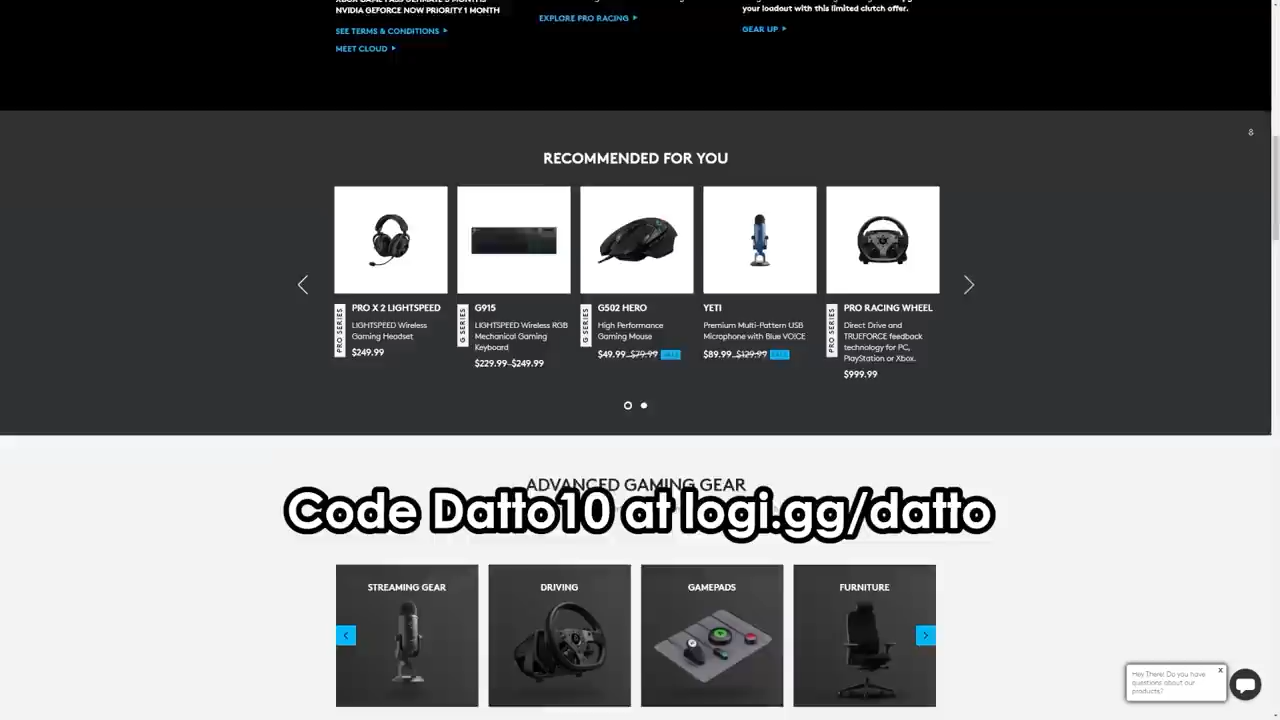 NVIDIA GEFORCE NOW PRIORITY 1 MONTH
SEE TERMS & CONDITIONS
MEET CLOUD
EXPLORE PRO RACING
your loadout with this limited clutch offer.
GEAR UP
8
RECOMMENDED FOR YOU
PRO SERIES
PRO X 2 LIGHTSPEED
LIGHTSPEED Wireless
Gaming Headset
$249.99
G SERIES
G915
LIGHTSPEED Wireless RGB
Mechanical Gaming
Keyboard
$229.99-$249.99
G SERIES
G502 HERO
High Performance
Gaming Mouse
$49.99 $79.99 SALE
YETI
Premium Multi-Pattern USB
Microphone with Blue VO!CE
$89.99 $129.99 SALE
PRO SERIES
PRO RACING WHEEL
Direct Drive and
TRUEFORCE feedback
technology for PC,
PlayStation or Xbox.
$999.99
ADVANCED GAMING GEAR
Code Datto10 at logi.gg/datto
STREAMING GEAR
DRIVING
GAMEPADS
FURNITURE
Hey There! Do you have
questions about our
products?
X